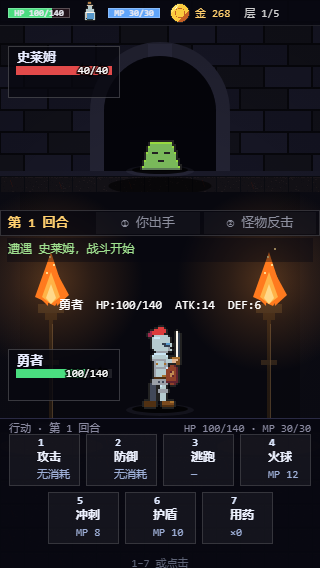 HP 100/140 MP 30/30 金 268 层 1/5
史莱姆
40/40
第 1 回合 ① 你出手 ② 怪物反击
遭遇 史莱姆，战斗开始
勇者 HP:100/140 ATK:14 DEF:6
勇者
100/140
行动 · 第 1 回合 HP 100/140 · MP 30/30
1 2 3 4
攻击 防御 逃跑 火球
无消耗 无消耗 — MP 12
5 6 7
冲刺 护盾 用药
MP 8 MP 10 ×0
1-7 或点击